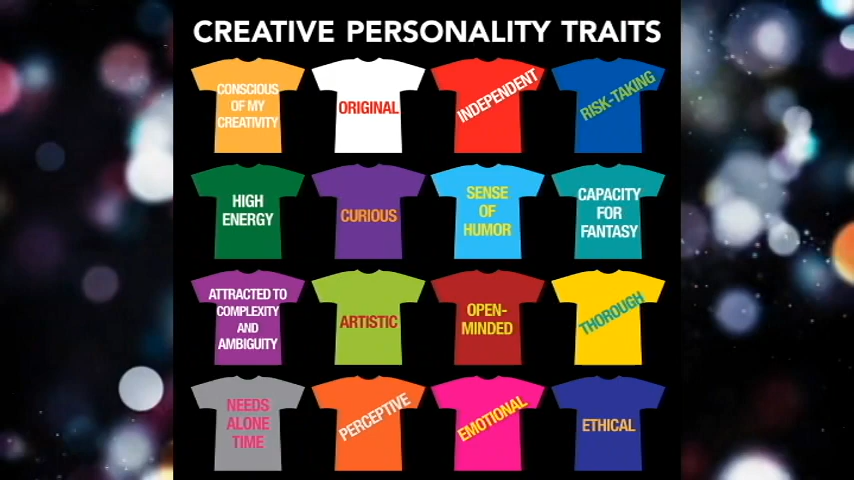 CREATIVE PERSONALITY TRAITS
CONSCIOUS
OF MY
CREATIVITY
ORIGINAL
INDEPENDENT
RISK-TAKING
HIGH
ENERGY
CURIOUS
SENSE
OF
HUMOR
CAPACITY
FOR
FANTASY
ATTRACTED TO
COMPLEXITY
AND
AMBIGUITY
ARTISTIC
OPEN-
MINDED
THOROUGH
NEEDS
ALONE
TIME
PERCEPTIVE
EMOTIONAL
ETHICAL